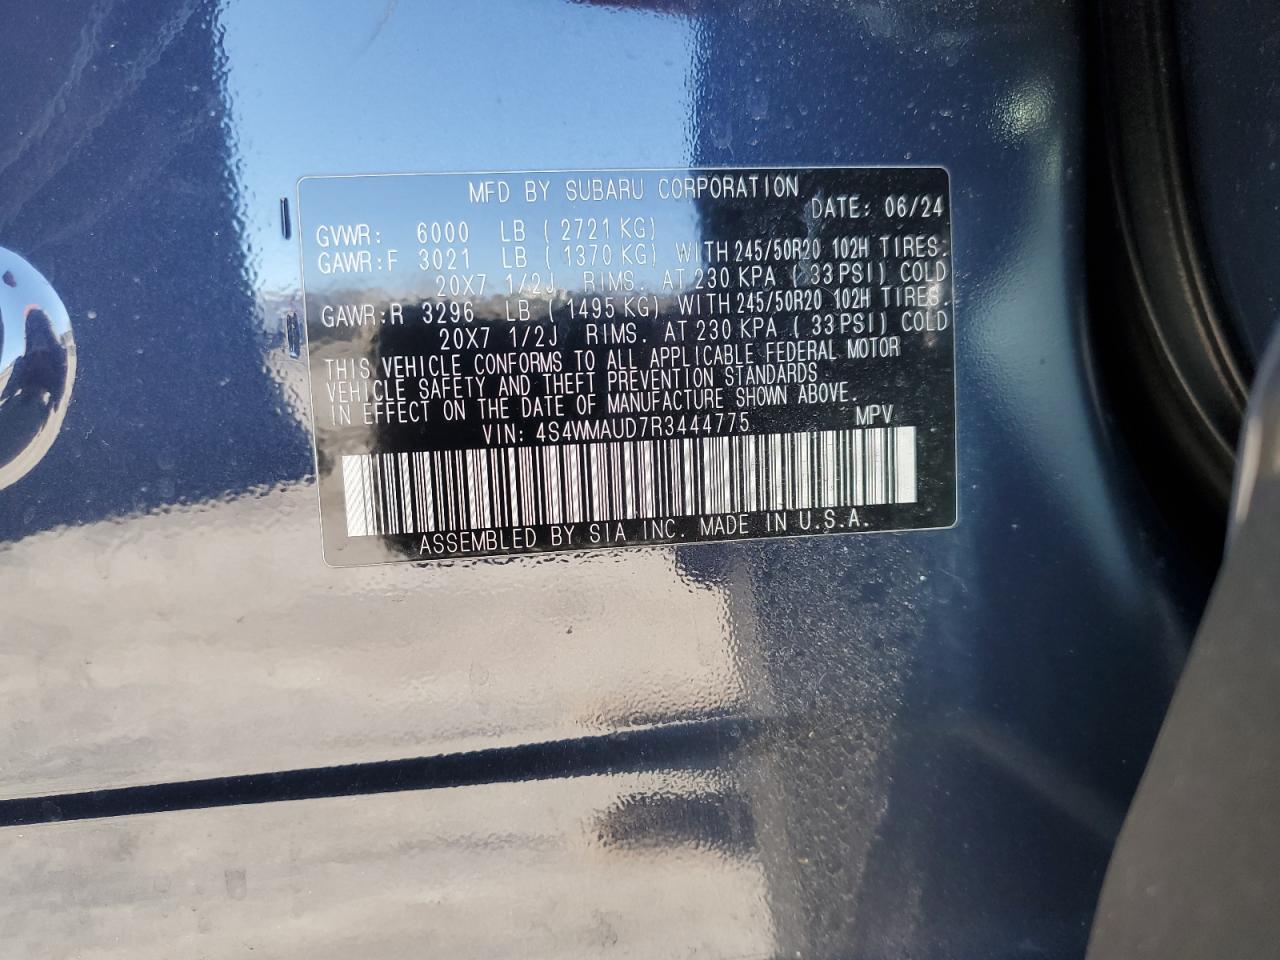 MFD BY SUBARU CORPORATION
DATE: 06/24
GVWR: 6000 LB ( 2721 KG)
GAWR:F 3021 LB ( 1370 KG) WITH 245/50R20 102H TIRES.
20X7 1/2J RIMS. AT 230 KPA ( 33 PSI) COLD
GAWR:R 3296 LB ( 1495 KG) WITH 245/50R20 102H TIRES.
20X7 1/2J RIMS. AT 230 KPA ( 33 PSI) COLD
THIS VEHICLE CONFORMS TO ALL APPLICABLE FEDERAL MOTOR
VEHICLE SAFETY AND THEFT PREVENTION STANDARDS
IN EFFECT ON THE DATE OF MANUFACTURE SHOWN ABOVE.
VIN: 4S4WMAUD7R3444775 MPV
ASSEMBLED BY SIA INC. MADE IN U.S.A.